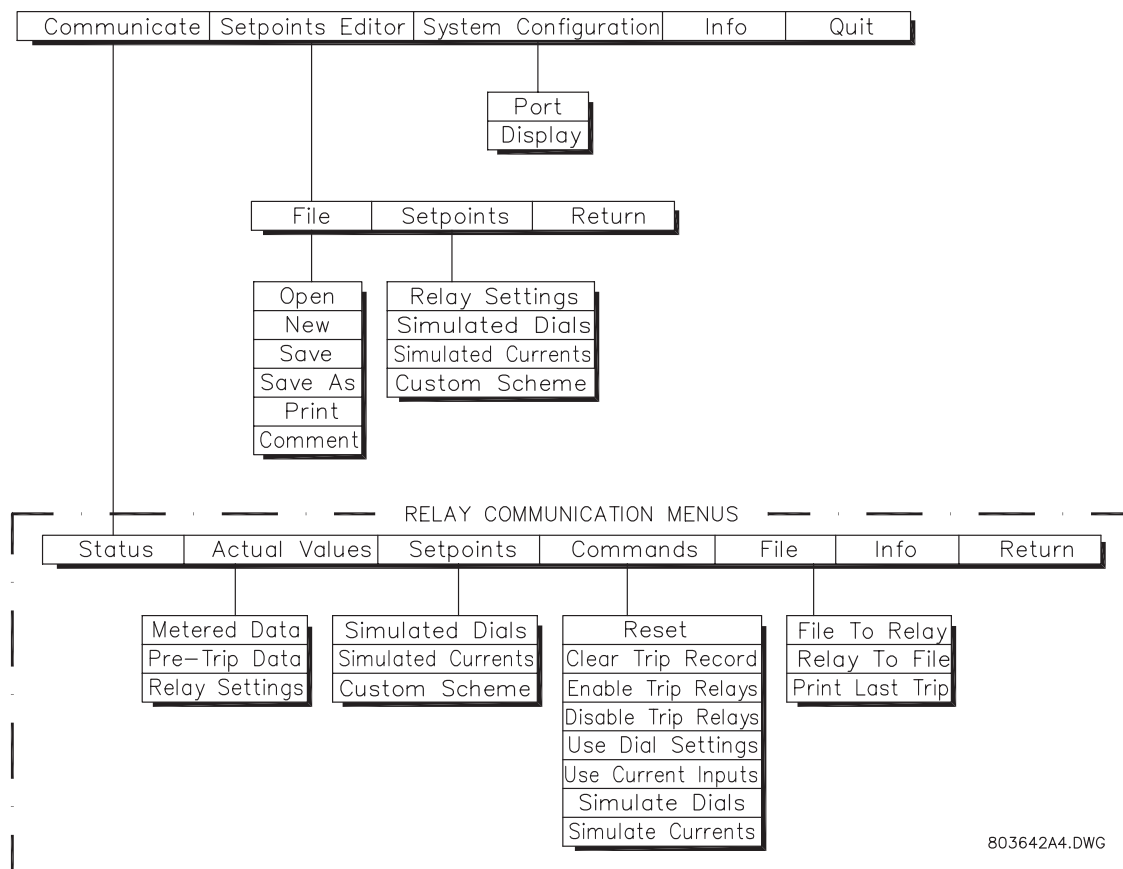 Communicate Setpoints Editor System Configuration Info Quit
Port
Display
File Setpoints Return
Open
New
Save
Save As
Print
Comment
Relay Settings
Simulated Dials
Simulated Currents
Custom Scheme
RELAY COMMUNICATION MENUS
Status Actual Values Setpoints Commands File Info Return
Metered Data
Pre-Trip Data
Relay Settings
Simulated Dials
Simulated Currents
Custom Scheme
Reset
Clear Trip Record
Enable Trip Relays
Disable Trip Relays
Use Dial Settings
Use Current Inputs
Simulate Dials
Simulate Currents
File To Relay
Relay To File
Print Last Trip
803642A4.DWG